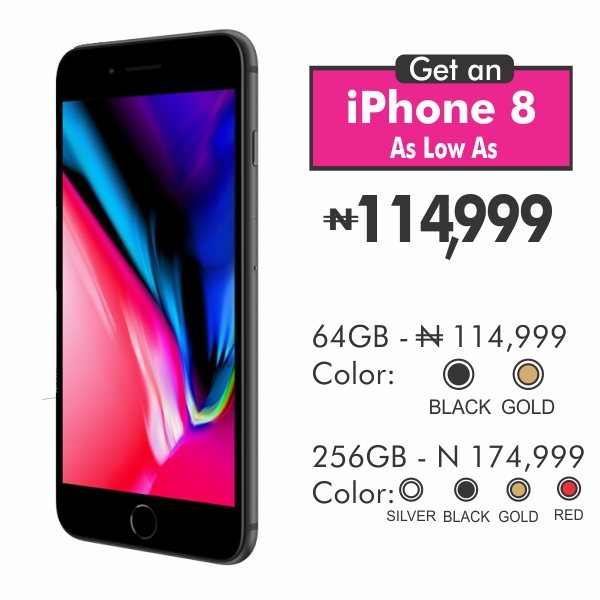 Get an
iPhone 8
As Low As
₦114,999
64GB - ₦ 114,999
Color:
BLACK GOLD
256GB - N 174,999
Color:
SILVER BLACK GOLD RED